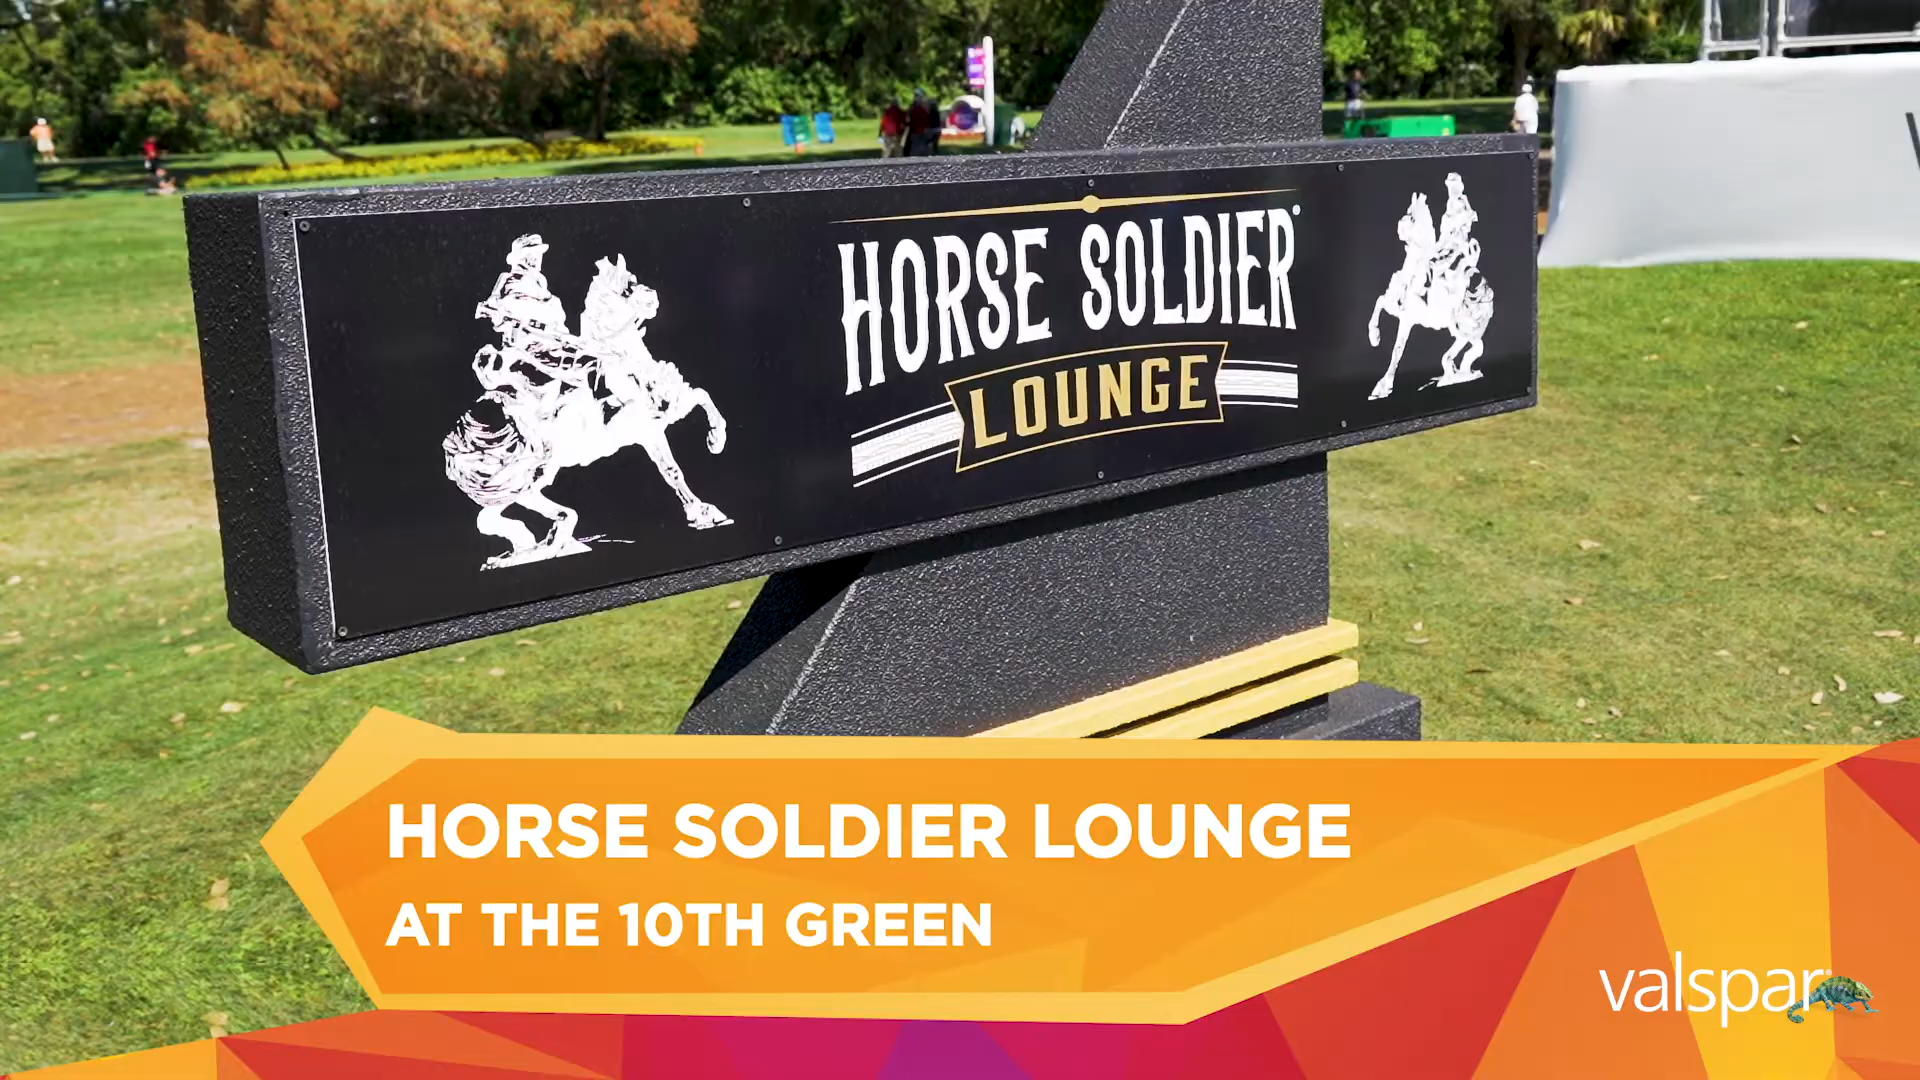 HORSE SOLDIER®
LOUNGE
HORSE SOLDIER LOUNGE
AT THE 10TH GREEN
valspar